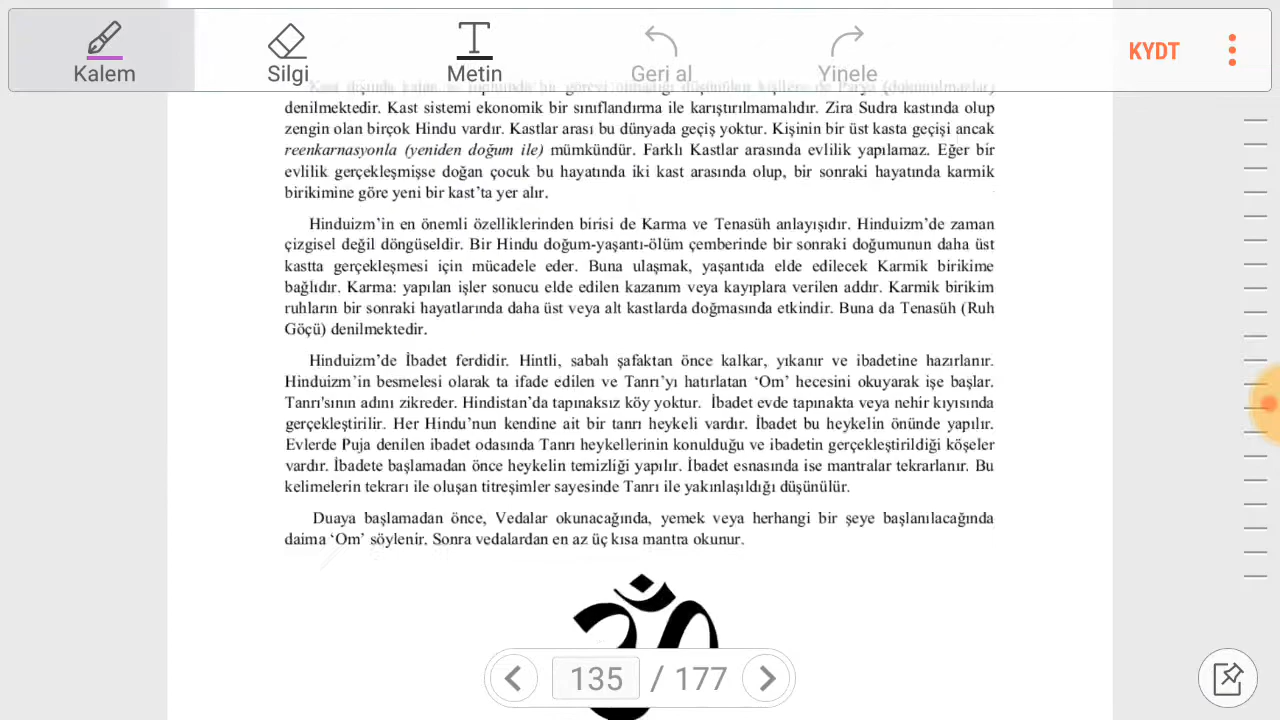 Kalem
Silgi
Metin
Geri al
Yinele
KYDT
denilmektedir. Kast sistemi ekonomik bir sınıflandırma ile karıştırılmamalıdır. Zira Sudra kastında olup
zengin olan birçok Hindu vardır. Kastlar arası bu dünyada geçiş yoktur. Kişinin bir üst kasta geçişi ancak
reenkarnasyonla (yeniden doğum ile) mümkündür. Farklı Kastlar arasında evlilik yapılamaz. Eğer bir
evlilik gerçekleşmişse doğan çocuk bu hayatında iki kast arasında olup, bir sonraki hayatında karmik
birikimine göre yeni bir kast’ta yer alır.
Hinduizm’in en önemli özelliklerinden birisi de Karma ve Tenasüh anlayışıdır. Hinduizm’de zaman
çizgisel değil döngüseldir. Bir Hindu doğum-yaşantı-ölüm çemberinde bir sonraki doğumunun daha üst
kastta gerçekleşmesi için mücadele eder. Buna ulaşmak, yaşantıda elde edilecek Karmik birikime
bağlıdır. Karma: yapılan işler sonucu elde edilen kazanım veya kayıplara verilen addır. Karmik birikim
ruhların bir sonraki hayatlarında daha üst veya alt kastlarda doğmasında etkindir. Buna da Tenasüh (Ruh
Göçü) denilmektedir.
Hinduizm’de İbadet ferdidir. Hintli, sabah şafaktan önce kalkar, yıkanır ve ibadetine hazırlanır.
Hinduizm’in besmelesi olarak ta ifade edilen ve Tanrı’yı hatırlatan ‘Om’ hecesini okuyarak işe başlar.
Tanrı'sının adını zikreder. Hindistan’da tapınaksız köy yoktur. İbadet evde tapınakta veya nehir kıyısında
gerçekleştirilir. Her Hindu’nun kendine ait bir tanrı heykeli vardır. İbadet bu heykelin önünde yapılır.
Evlerde Puja denilen ibadet odasında Tanrı heykellerinin konulduğu ve ibadetin gerçekleştirildiği köşeler
vardır. İbadete başlamadan önce heykelin temizliği yapılır. İbadet esnasında ise mantralar tekrarlanır. Bu
kelimelerin tekrarı ile oluşan titreşimler sayesinde Tanrı ile yakınlaşıldığı düşünülür.
Duaya başlamadan önce, Vedalar okunacağında, yemek veya herhangi bir şeye başlanılacağında
daima ‘Om’ söylenir. Sonra vedalardan en az üç kısa mantra okunur.
135 / 177